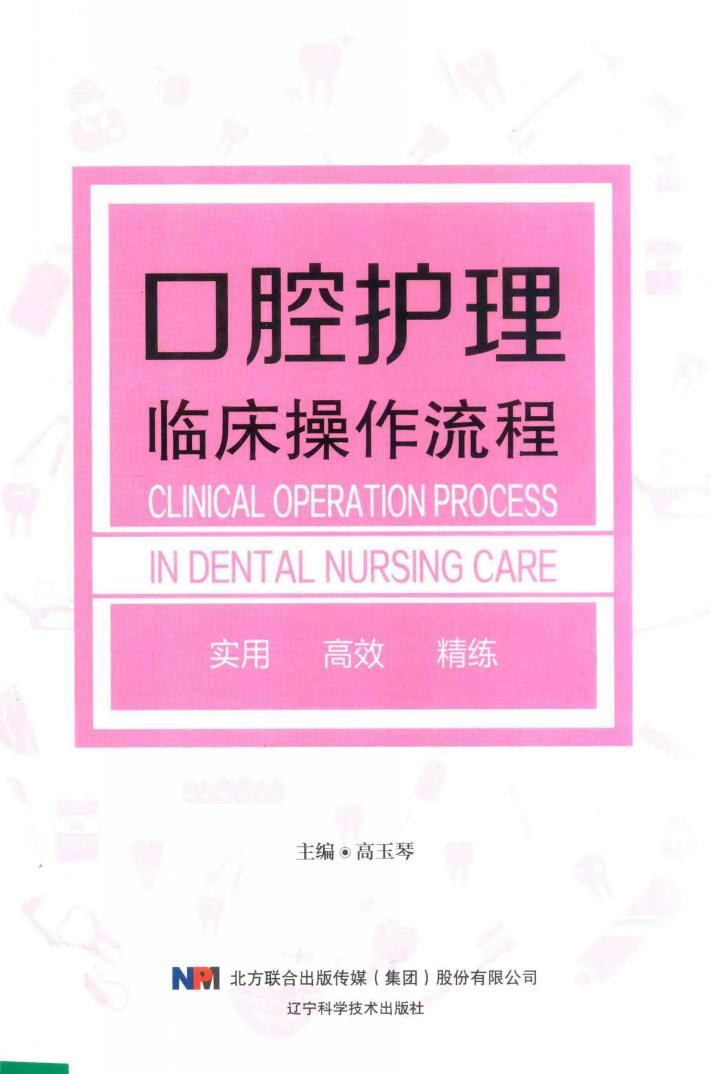 口腔护理
临床操作流程
CLINICAL OPERATION PROCESS
IN DENTAL NURSING CARE
实用 高效 精练
主编 ⊙ 高玉琴
NPM 北方联合出版传媒（集团）股份有限公司
辽宁科学技术出版社